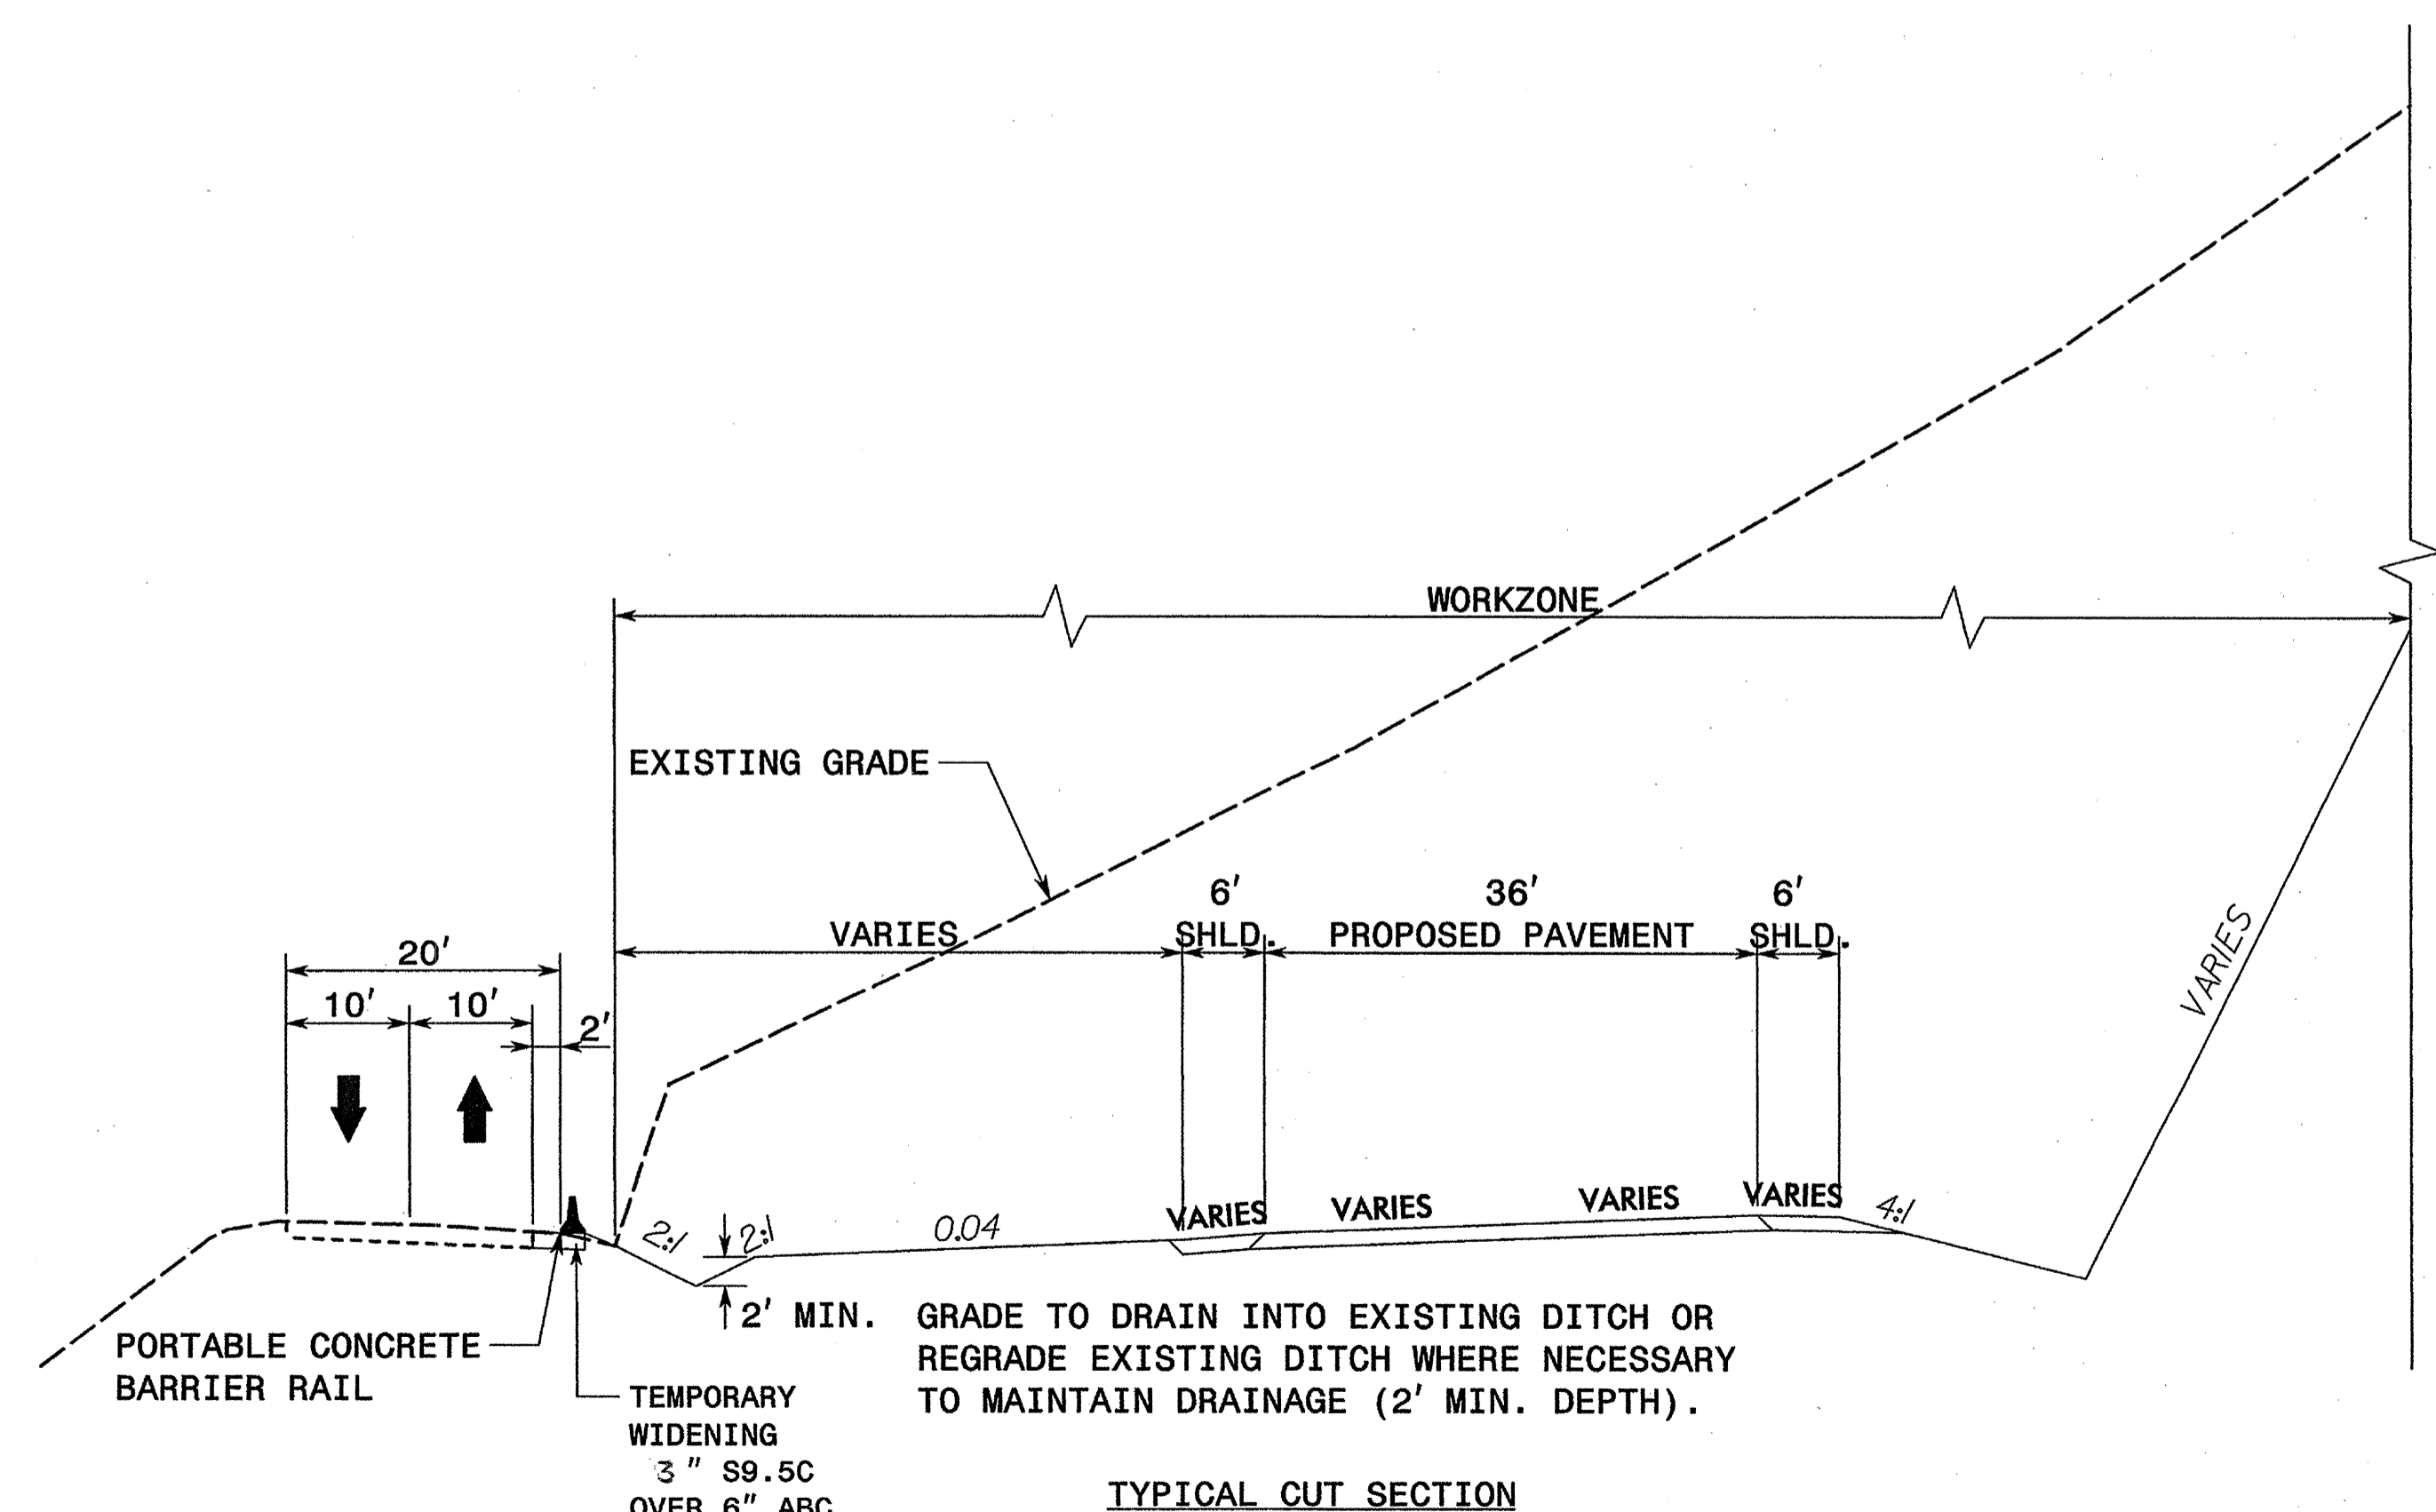 WORKZONE
EXISTING GRADE
VARIES
6'
SHLD.
36'
PROPOSED PAVEMENT
6'
SHLD.
VARIES
20'
10'
10'
2'
2:1
2:1
0.04
VARIES
VARIES
VARIES
VARIES
4:1
2' MIN.
GRADE TO DRAIN INTO EXISTING DITCH OR
REGRADE EXISTING DITCH WHERE NECESSARY
TO MAINTAIN DRAINAGE (2' MIN. DEPTH).
PORTABLE CONCRETE
BARRIER RAIL
TEMPORARY
WIDENING
3" S9.5C
OVER 6" ABC
TYPICAL CUT SECTION